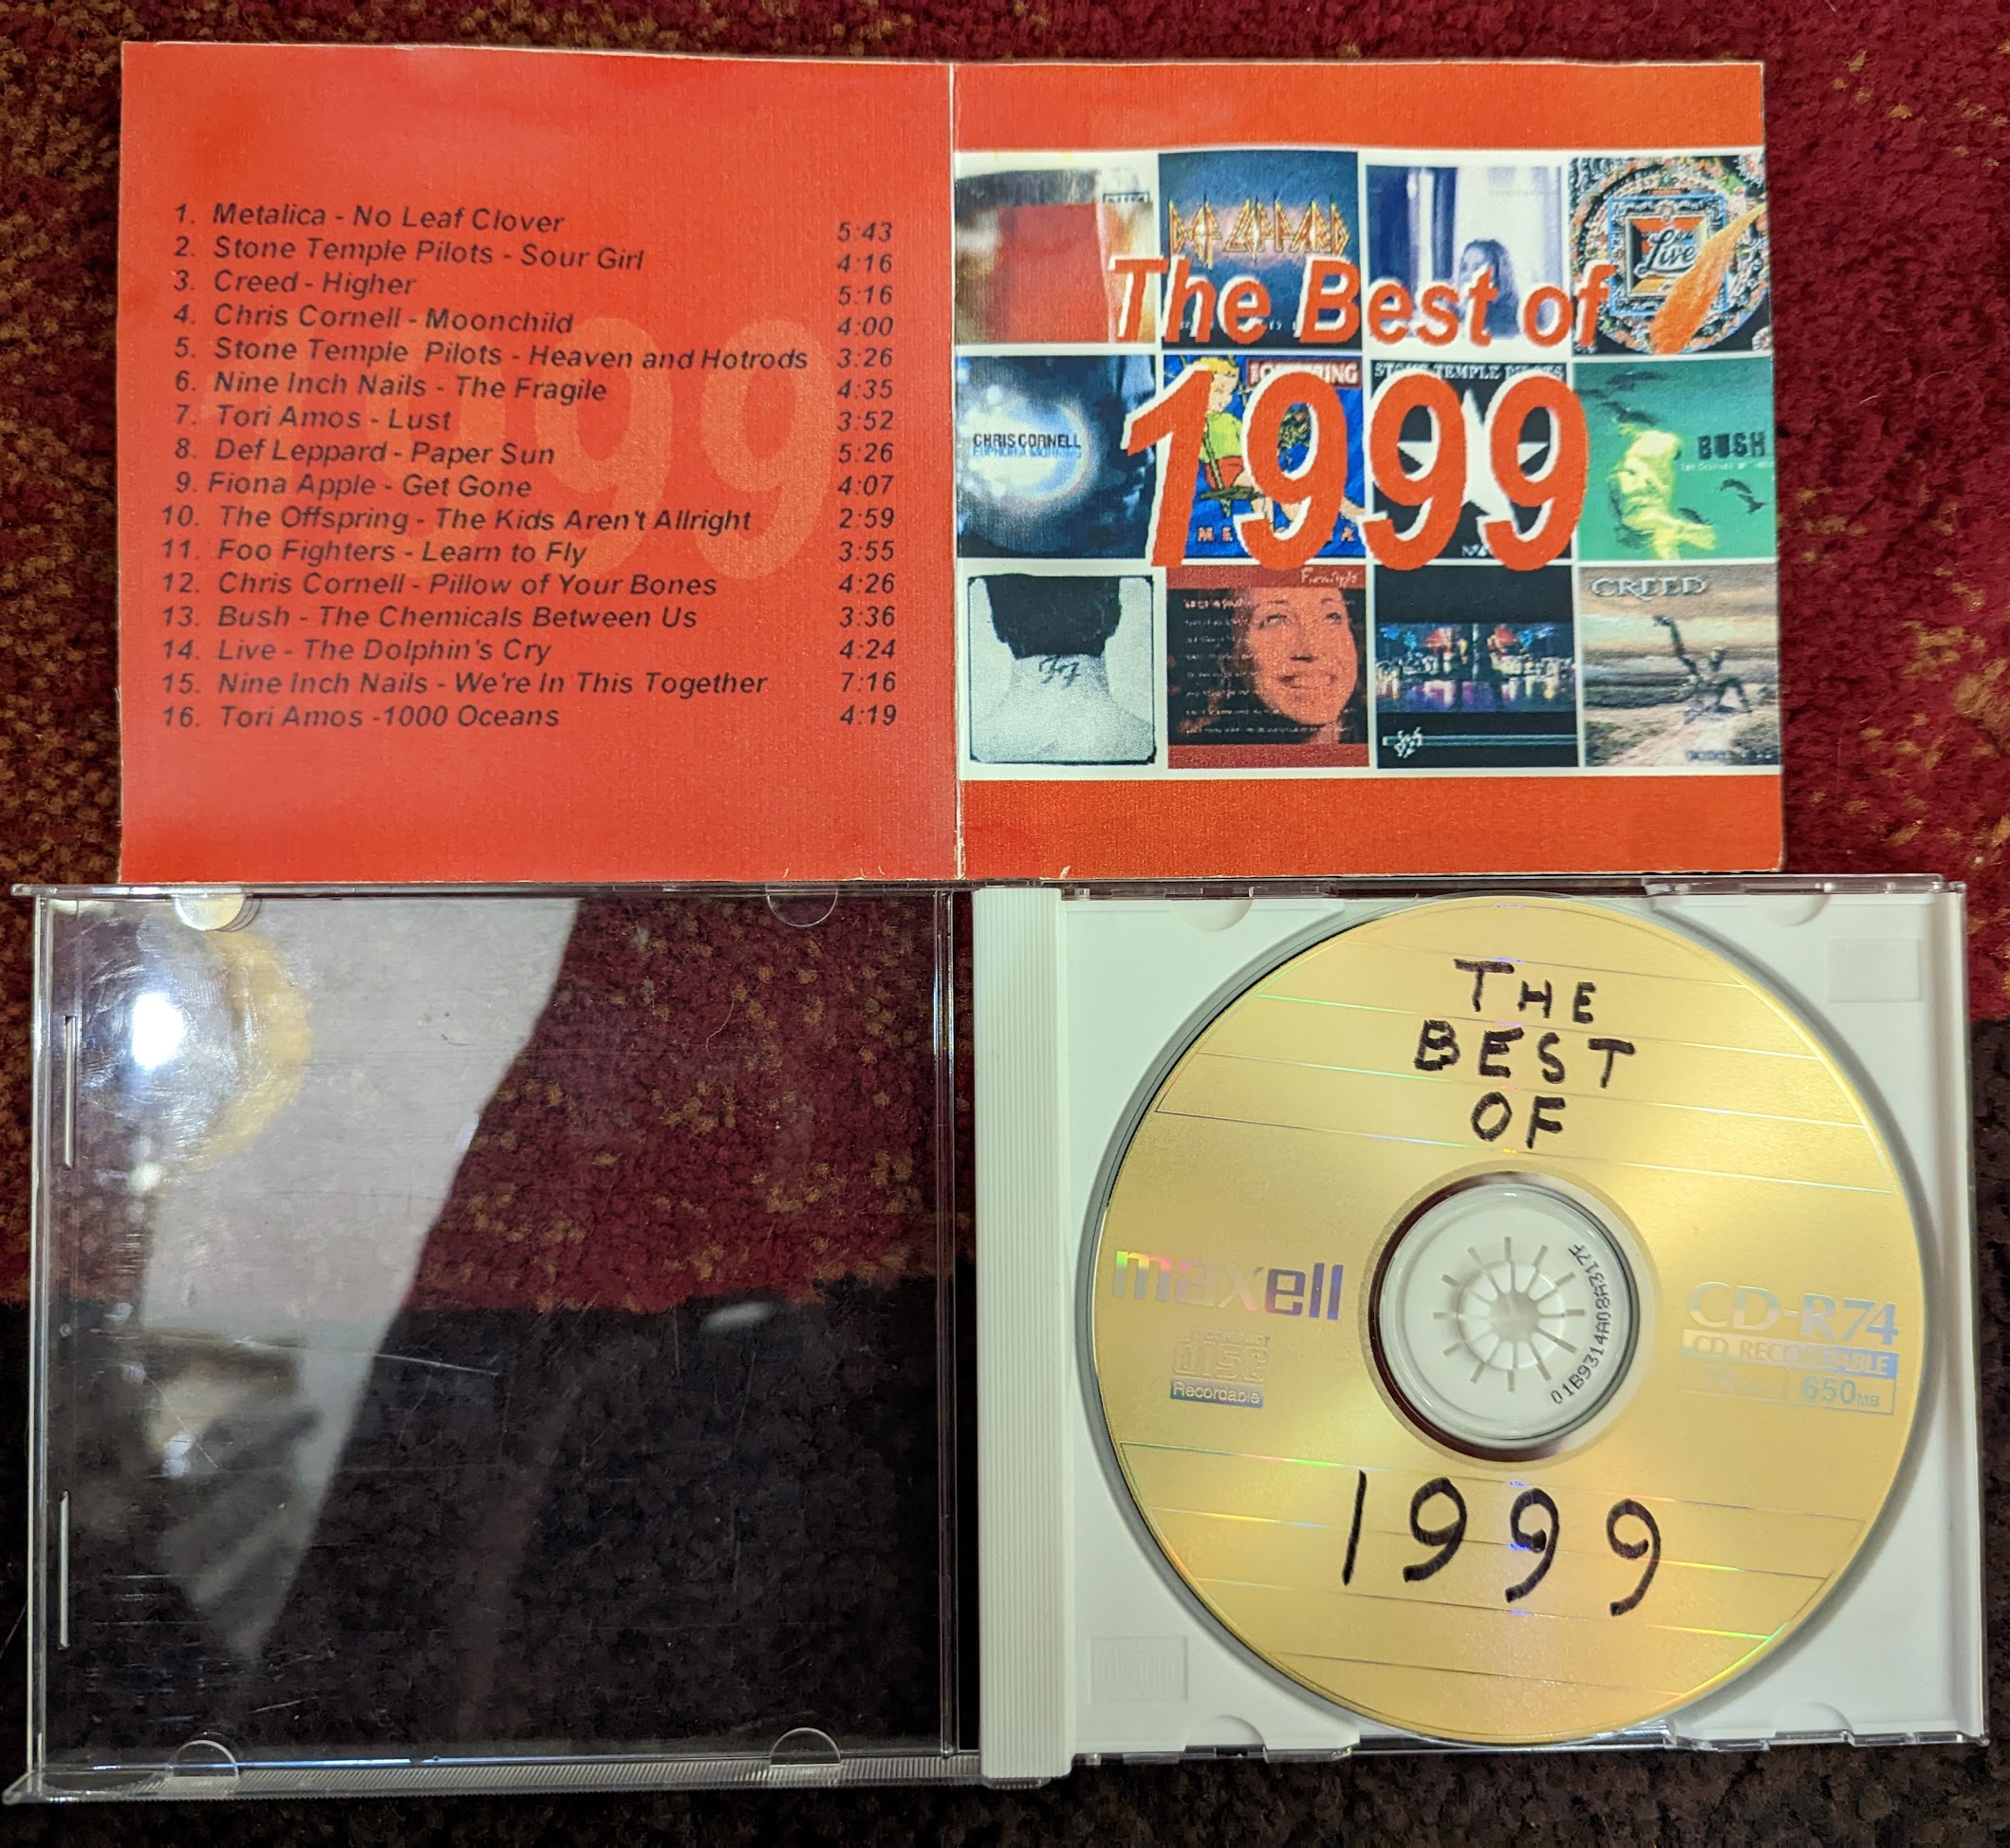 1. Metalica - No Leaf Clover 5:43
2. Stone Temple Pilots - Sour Girl 4:16
3. Creed - Higher 5:16
4. Chris Cornell - Moonchild 4:00
5. Stone Temple Pilots - Heaven and Hotrods 3:26
6. Nine Inch Nails - The Fragile 4:35
7. Tori Amos - Lust 3:52
8. Def Leppard - Paper Sun 5:26
9. Fiona Apple - Get Gone 4:07
10. The Offspring - The Kids Aren't Allright 2:59
11. Foo Fighters - Learn to Fly 3:55
12. Chris Cornell - Pillow of Your Bones 4:26
13. Bush - The Chemicals Between Us 3:36
14. Live - The Dolphin's Cry 4:24
15. Nine Inch Nails - We're In This Together 7:16
16. Tori Amos -1000 Oceans 4:19
1999
DEF LEPPARD
Live
The Best of
1999
CHRIS CORNELL
EUPHORIA MORNING
STONE TEMPLE PILOTS
BUSH
FF
CREED
THE
BEST
OF
maxell
COMPACT
disc
Recordable
CD-R74
CD RECORDABLE
650MB
01B9314A08A317F
1999